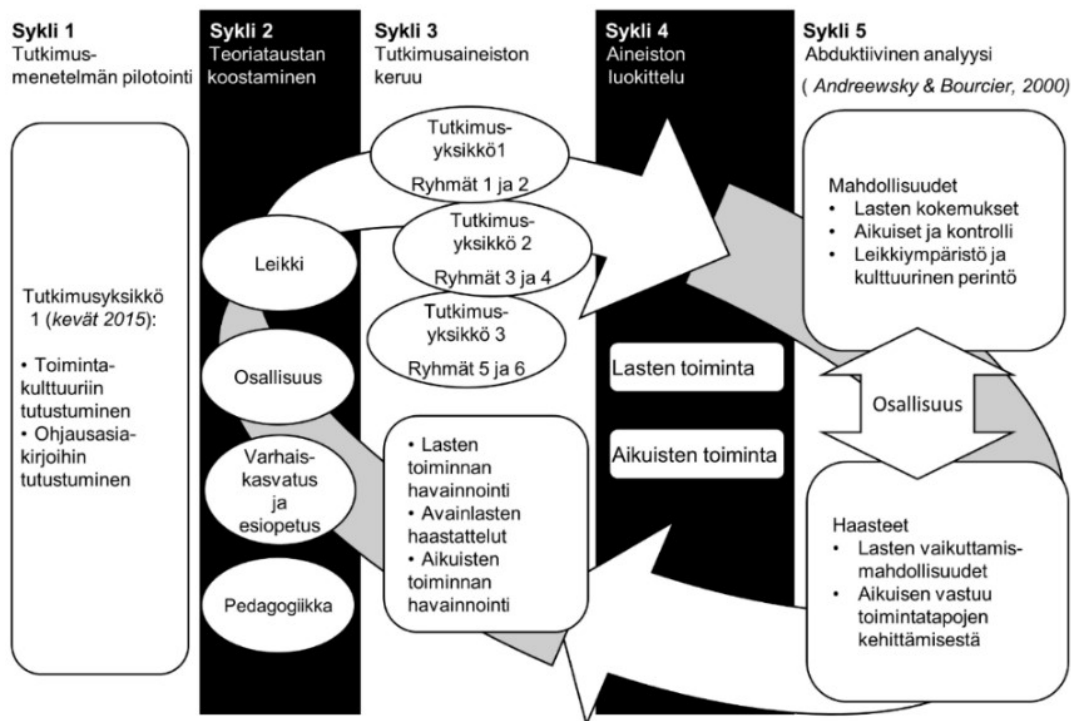 Sykli 1
Tutkimus-
menetelmän pilotointi
Tutkimusyksikkö
1 (kevät 2015):
• Toiminta-
kulttuuriin
tutustuminen
• Ohjausasia-
kirjoihin
tutustuminen
Sykli 2
Teoriataustan
koostaminen
Leikki
Osallisuus
Varhais-
kasvatus
ja
esiopetus
Pedagogiikka
Sykli 3
Tutkimusaineiston
keruu
Tutkimus-
yksikkö1
Ryhmät 1 ja 2
Tutkimus-
yksikkö 2
Ryhmät 3 ja 4
Tutkimus-
yksikkö 3
Ryhmät 5 ja 6
• Lasten
toiminnan
havainnointi
• Avainlasten
haastattelut
• Aikuisten
toiminnan
havainnointi
Sykli 4
Aineiston
luokittelu
Lasten toiminta
Aikuisten toiminta
Sykli 5
Abduktiivinen analyysi
( Andreewsky & Bourcier, 2000)
Mahdollisuudet
• Lasten kokemukset
• Aikuiset ja kontrolli
• Leikkiympäristö ja
kulttuurinen perintö
Osallisuus
Haasteet
• Lasten vaikuttamis-
mahdollisuudet
• Aikuisen vastuu
toimintatapojen
kehittämisestä